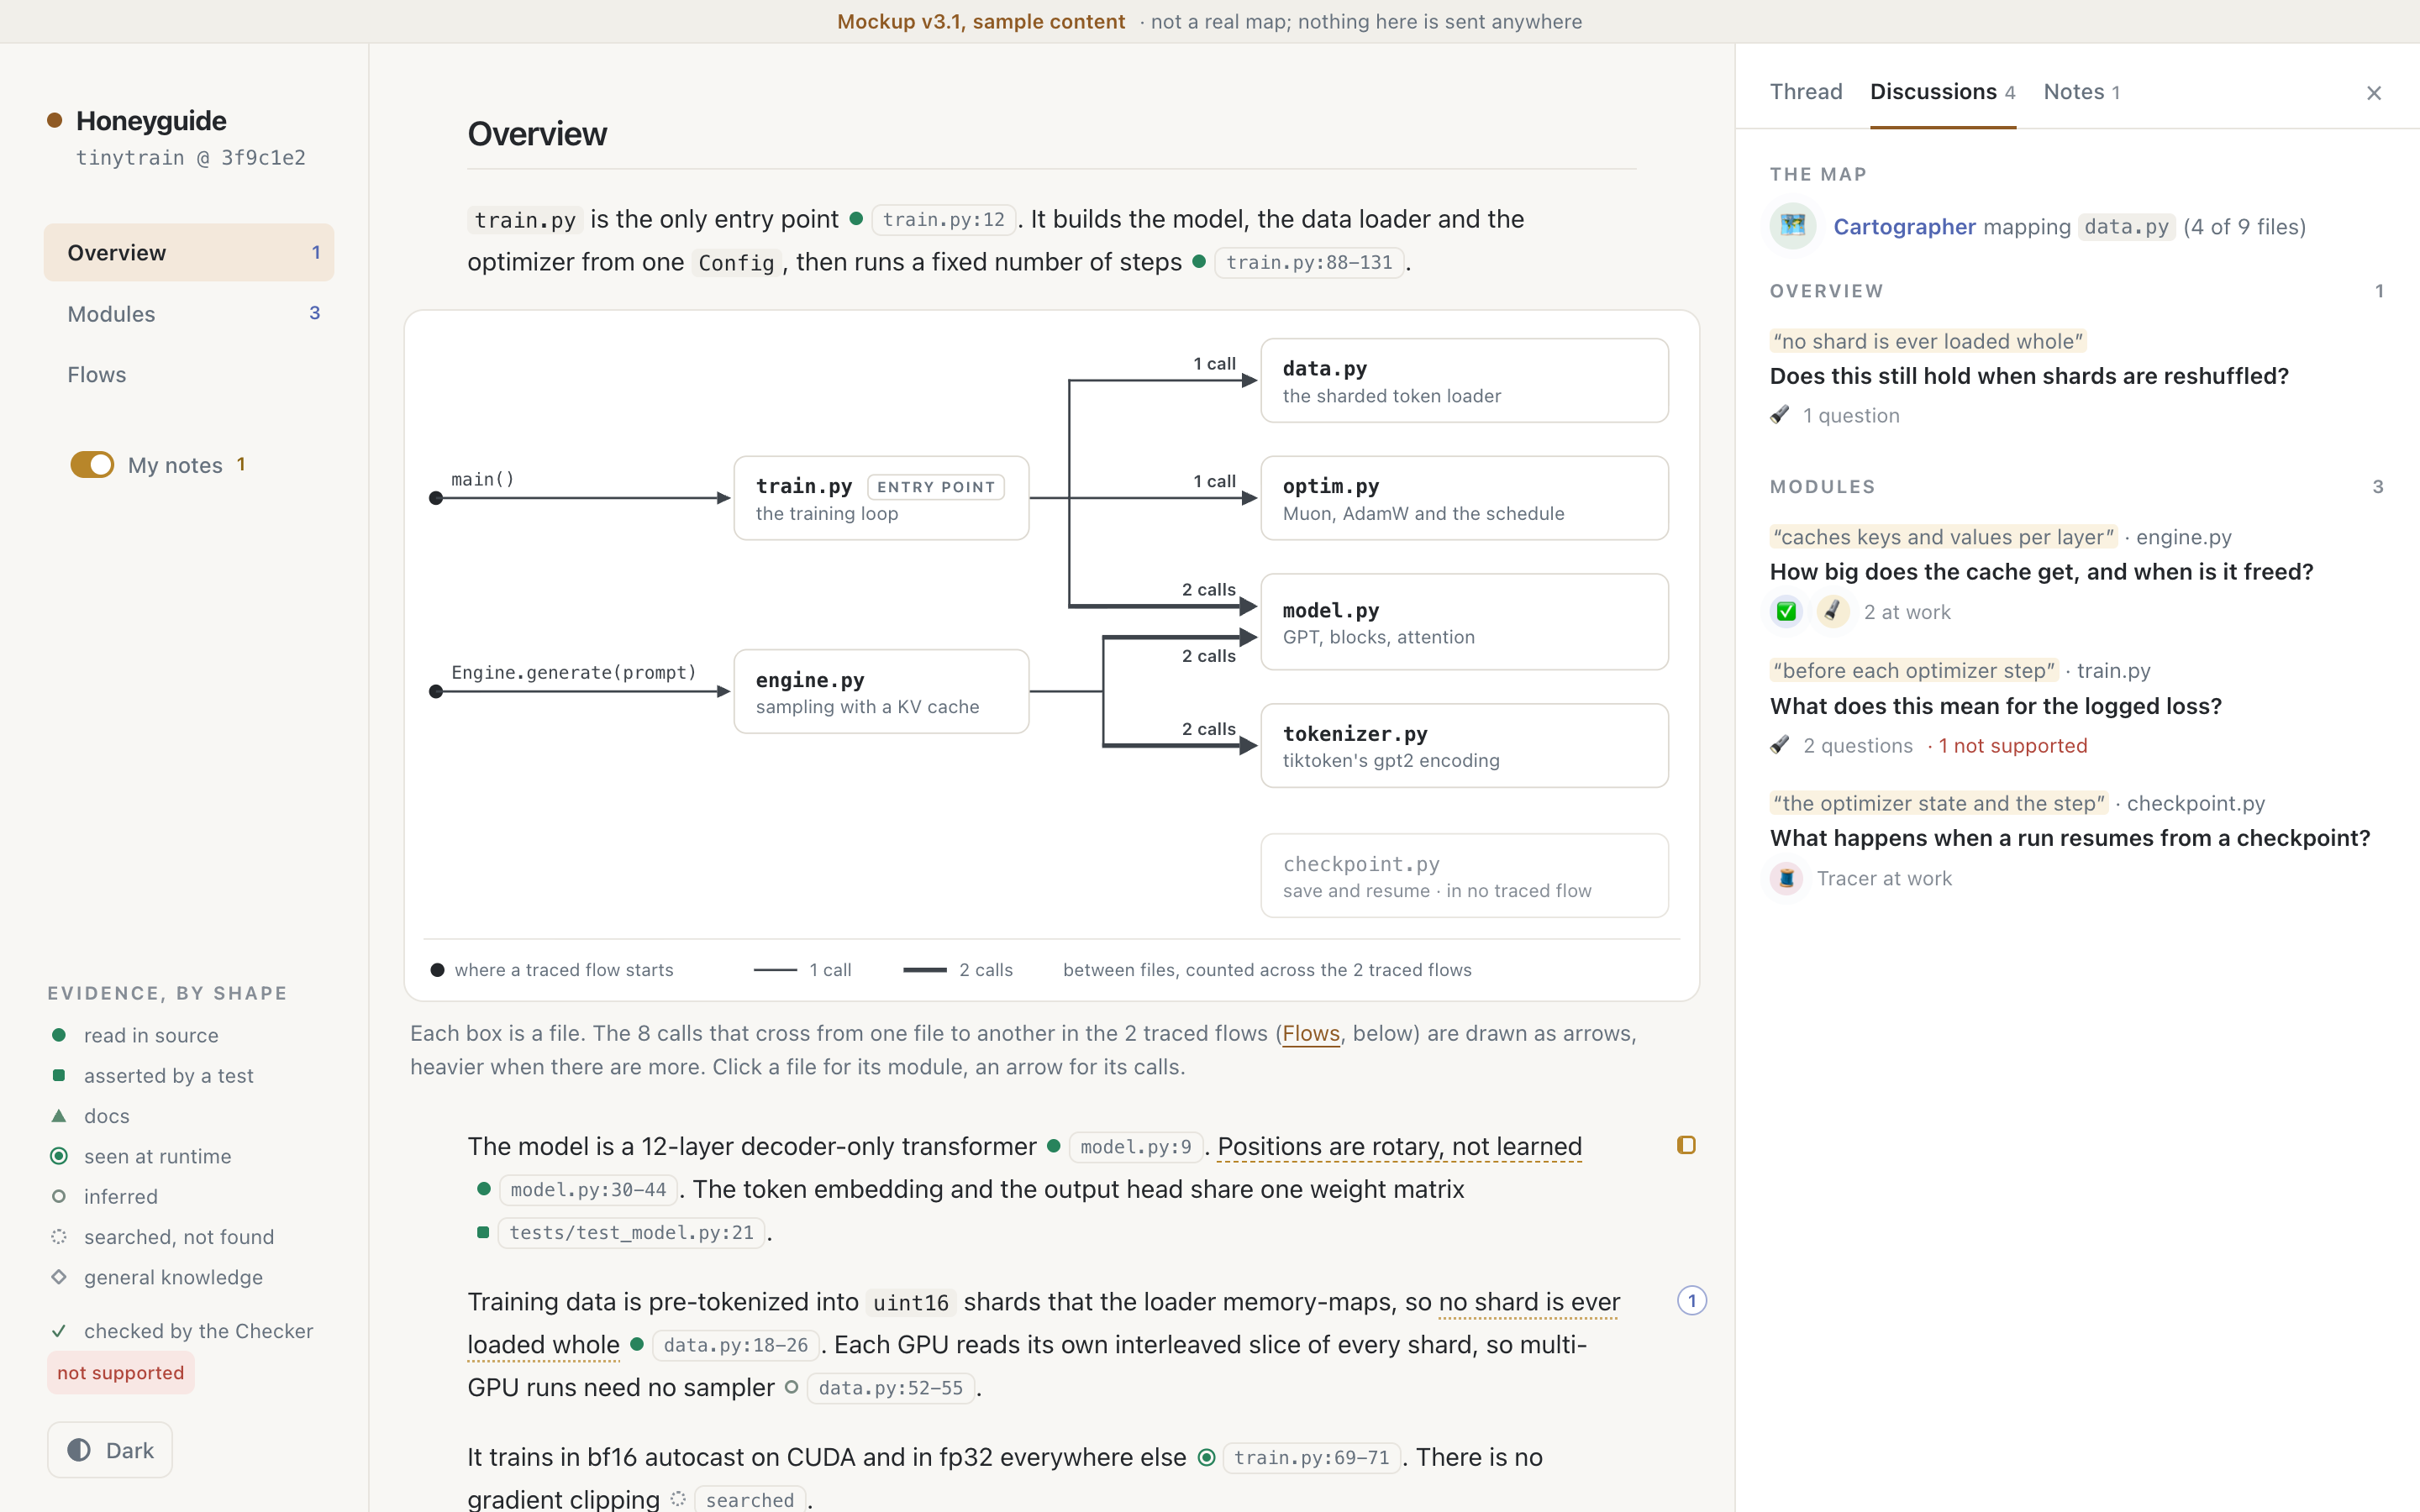 Mockup v3.1, sample content · not a real map; nothing here is sent anywhere
Honeyguide
tinytrain @ 3f9c1e2
Overview 1
Modules 3
Flows
My notes 1
EVIDENCE, BY SHAPE
read in source
asserted by a test
docs
seen at runtime
inferred
searched, not found
general knowledge
checked by the Checker
not supported
Dark
Overview
train.py is the only entry point train.py:12. It builds the model, the data loader and the
optimizer from one Config, then runs a fixed number of steps train.py:88–131.
main()
train.py ENTRY POINT
the training loop
Engine.generate(prompt)
engine.py
sampling with a KV cache
1 call
data.py
the sharded token loader
1 call
optim.py
Muon, AdamW and the schedule
2 calls
model.py
GPT, blocks, attention
2 calls
2 calls
tokenizer.py
tiktoken's gpt2 encoding
checkpoint.py
save and resume · in no traced flow
where a traced flow starts 1 call 2 calls between files, counted across the 2 traced flows
Each box is a file. The 8 calls that cross from one file to another in the 2 traced flows (Flows, below) are drawn as arrows,
heavier when there are more. Click a file for its module, an arrow for its calls.
The model is a 12-layer decoder-only transformer model.py:9. Positions are rotary, not learned
model.py:30–44. The token embedding and the output head share one weight matrix
tests/test_model.py:21.
Training data is pre-tokenized into uint16 shards that the loader memory-maps, so no shard is ever 1
loaded whole data.py:18–26. Each GPU reads its own interleaved slice of every shard, so multi-
GPU runs need no sampler data.py:52–55.
It trains in bf16 autocast on CUDA and in fp32 everywhere else train.py:69–71. There is no
gradient clipping searched.
Thread Discussions 4 Notes 1 ×
THE MAP
Cartographer mapping data.py (4 of 9 files)
OVERVIEW 1
“no shard is ever loaded whole”
Does this still hold when shards are reshuffled?
1 question
MODULES 3
“caches keys and values per layer” · engine.py
How big does the cache get, and when is it freed?
2 at work
“before each optimizer step” · train.py
What does this mean for the logged loss?
2 questions · 1 not supported
“the optimizer state and the step” · checkpoint.py
What happens when a run resumes from a checkpoint?
Tracer at work